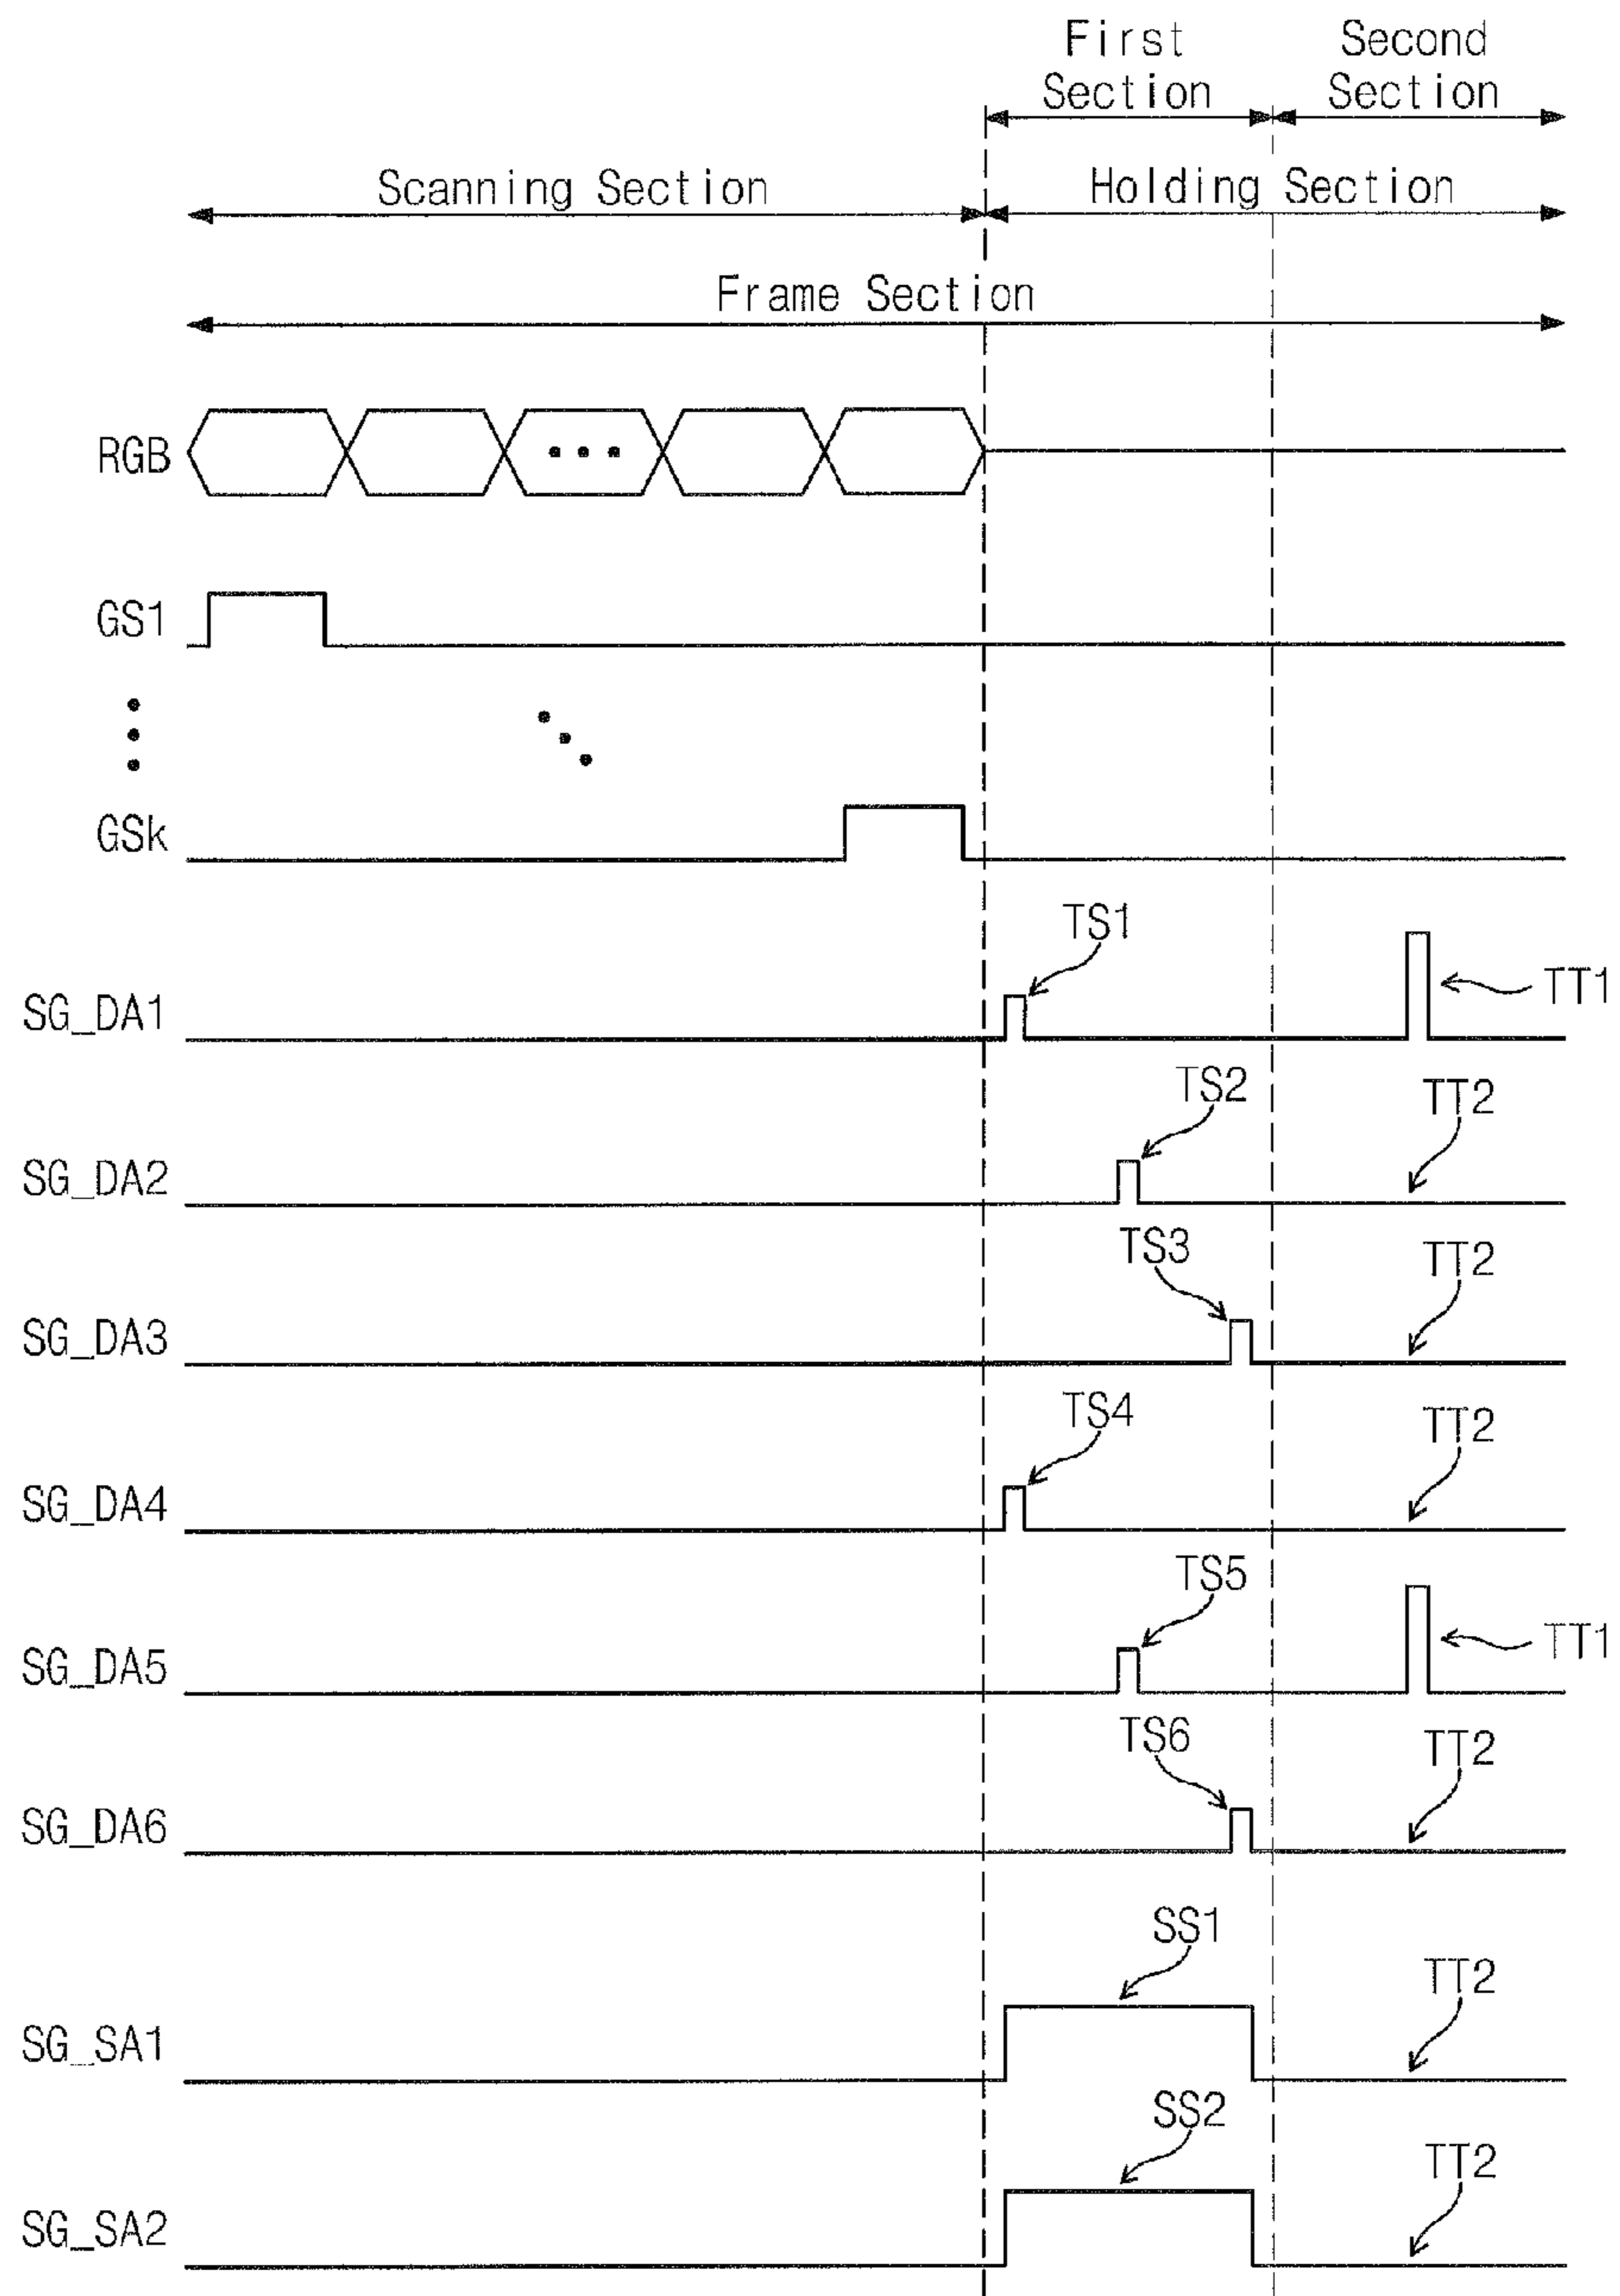 First Section
Second Section
Scanning Section
Holding Section
Frame Section
RGB
GS1
GSk
TS1
SG_DA1
TT1
TS2
TT2
SG_DA2
TS3
TT2
SG_DA3
TS4
TT2
SG_DA4
TS5
SG_DA5
TT1
TS6
TT2
SG_DA6
SS1
TT2
SG_SA1
SS2
TT2
SG_SA2